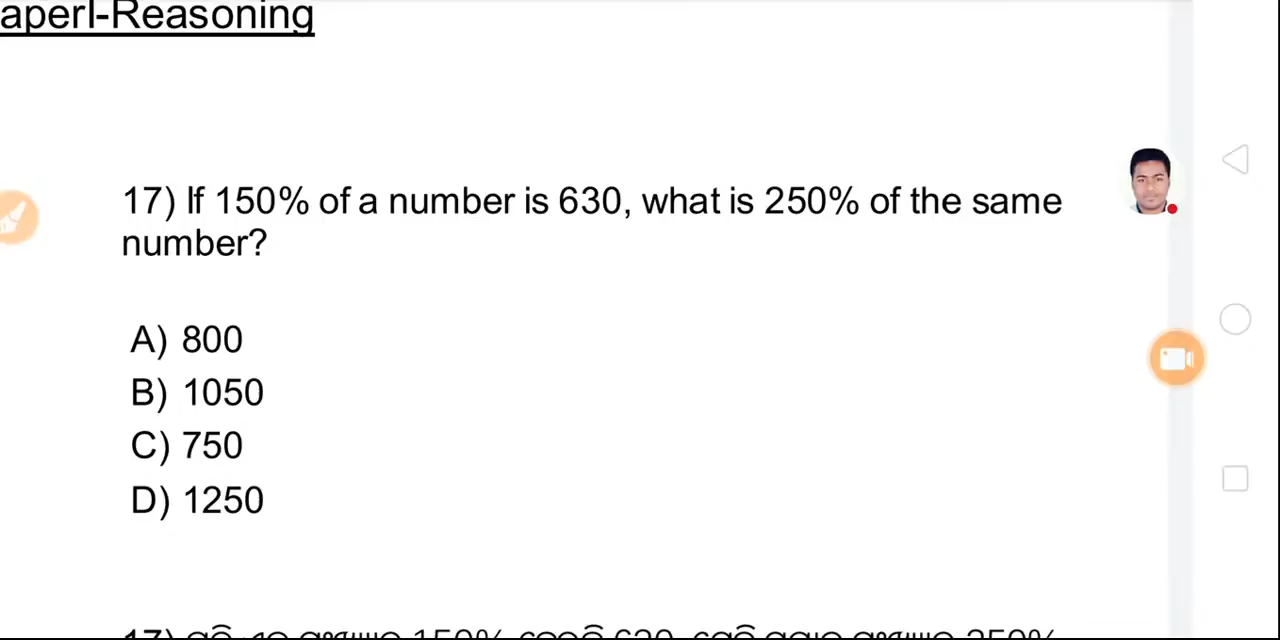 aperI-Reasoning
17) If 150% of a number is 630, what is 250% of the same
number?
A) 800
B) 1050
C) 750
D) 1250